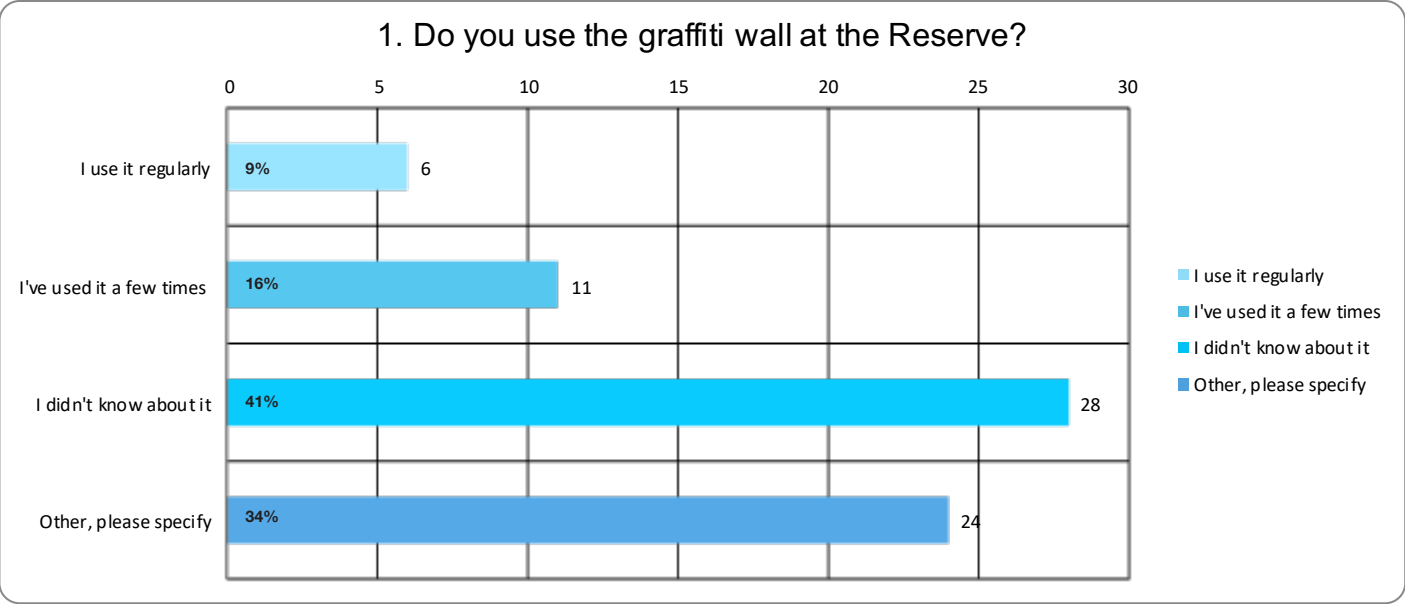 1. Do you use the graffiti wall at the Reserve?
0 5 10 15 20 25 30
I use it regularly 9% 6
I've used it a few times 16% 11
I didn't know about it 41% 28
Other, please specify 34% 24
I use it regularly
I've used it a few times
I didn't know about it
Other, please specify